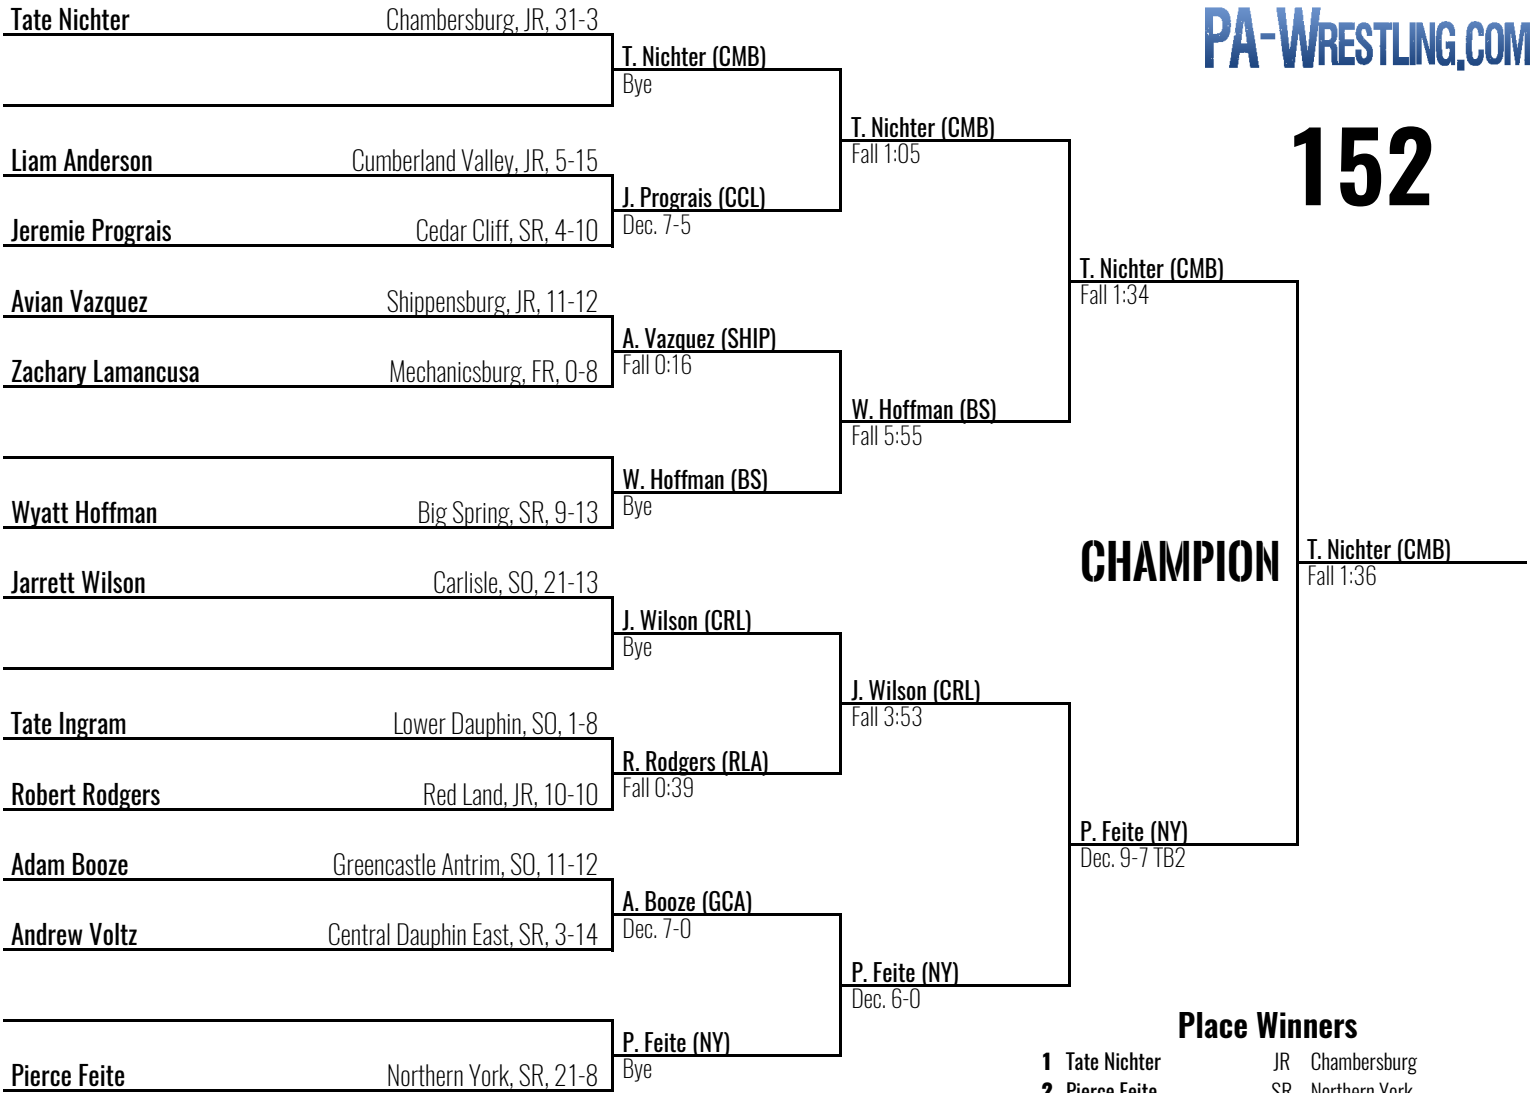 PA-WRESTLING.COM
152
Tate Nichter Chambersburg, JR, 31-3
T. Nichter (CMB)
Bye
T. Nichter (CMB)
Fall 1:05
Liam Anderson Cumberland Valley, JR, 5-15
J. Prograis (CCL)
Dec. 7-5
Jeremie Prograis Cedar Cliff, SR, 4-10
T. Nichter (CMB)
Fall 1:34
Avian Vazquez Shippensburg, JR, 11-12
A. Vazquez (SHIP)
Fall 0:16
Zachary Lamancusa Mechanicsburg, FR, 0-8
W. Hoffman (BS)
Fall 5:55
W. Hoffman (BS)
Bye
Wyatt Hoffman Big Spring, SR, 9-13
CHAMPION
T. Nichter (CMB)
Fall 1:36
Jarrett Wilson Carlisle, SO, 21-13
J. Wilson (CRL)
Bye
J. Wilson (CRL)
Fall 3:53
Tate Ingram Lower Dauphin, SO, 1-8
R. Rodgers (RLA)
Fall 0:39
Robert Rodgers Red Land, JR, 10-10
P. Feite (NY)
Dec. 9-7 TB2
Adam Booze Greencastle Antrim, SO, 11-12
A. Booze (GCA)
Dec. 7-0
Andrew Voltz Central Dauphin East, SR, 3-14
P. Feite (NY)
Dec. 6-0
P. Feite (NY)
Bye
Pierce Feite Northern York, SR, 21-8
Place Winners
1 Tate Nichter JR Chambersburg
2 Pierce Feite SR Northern York